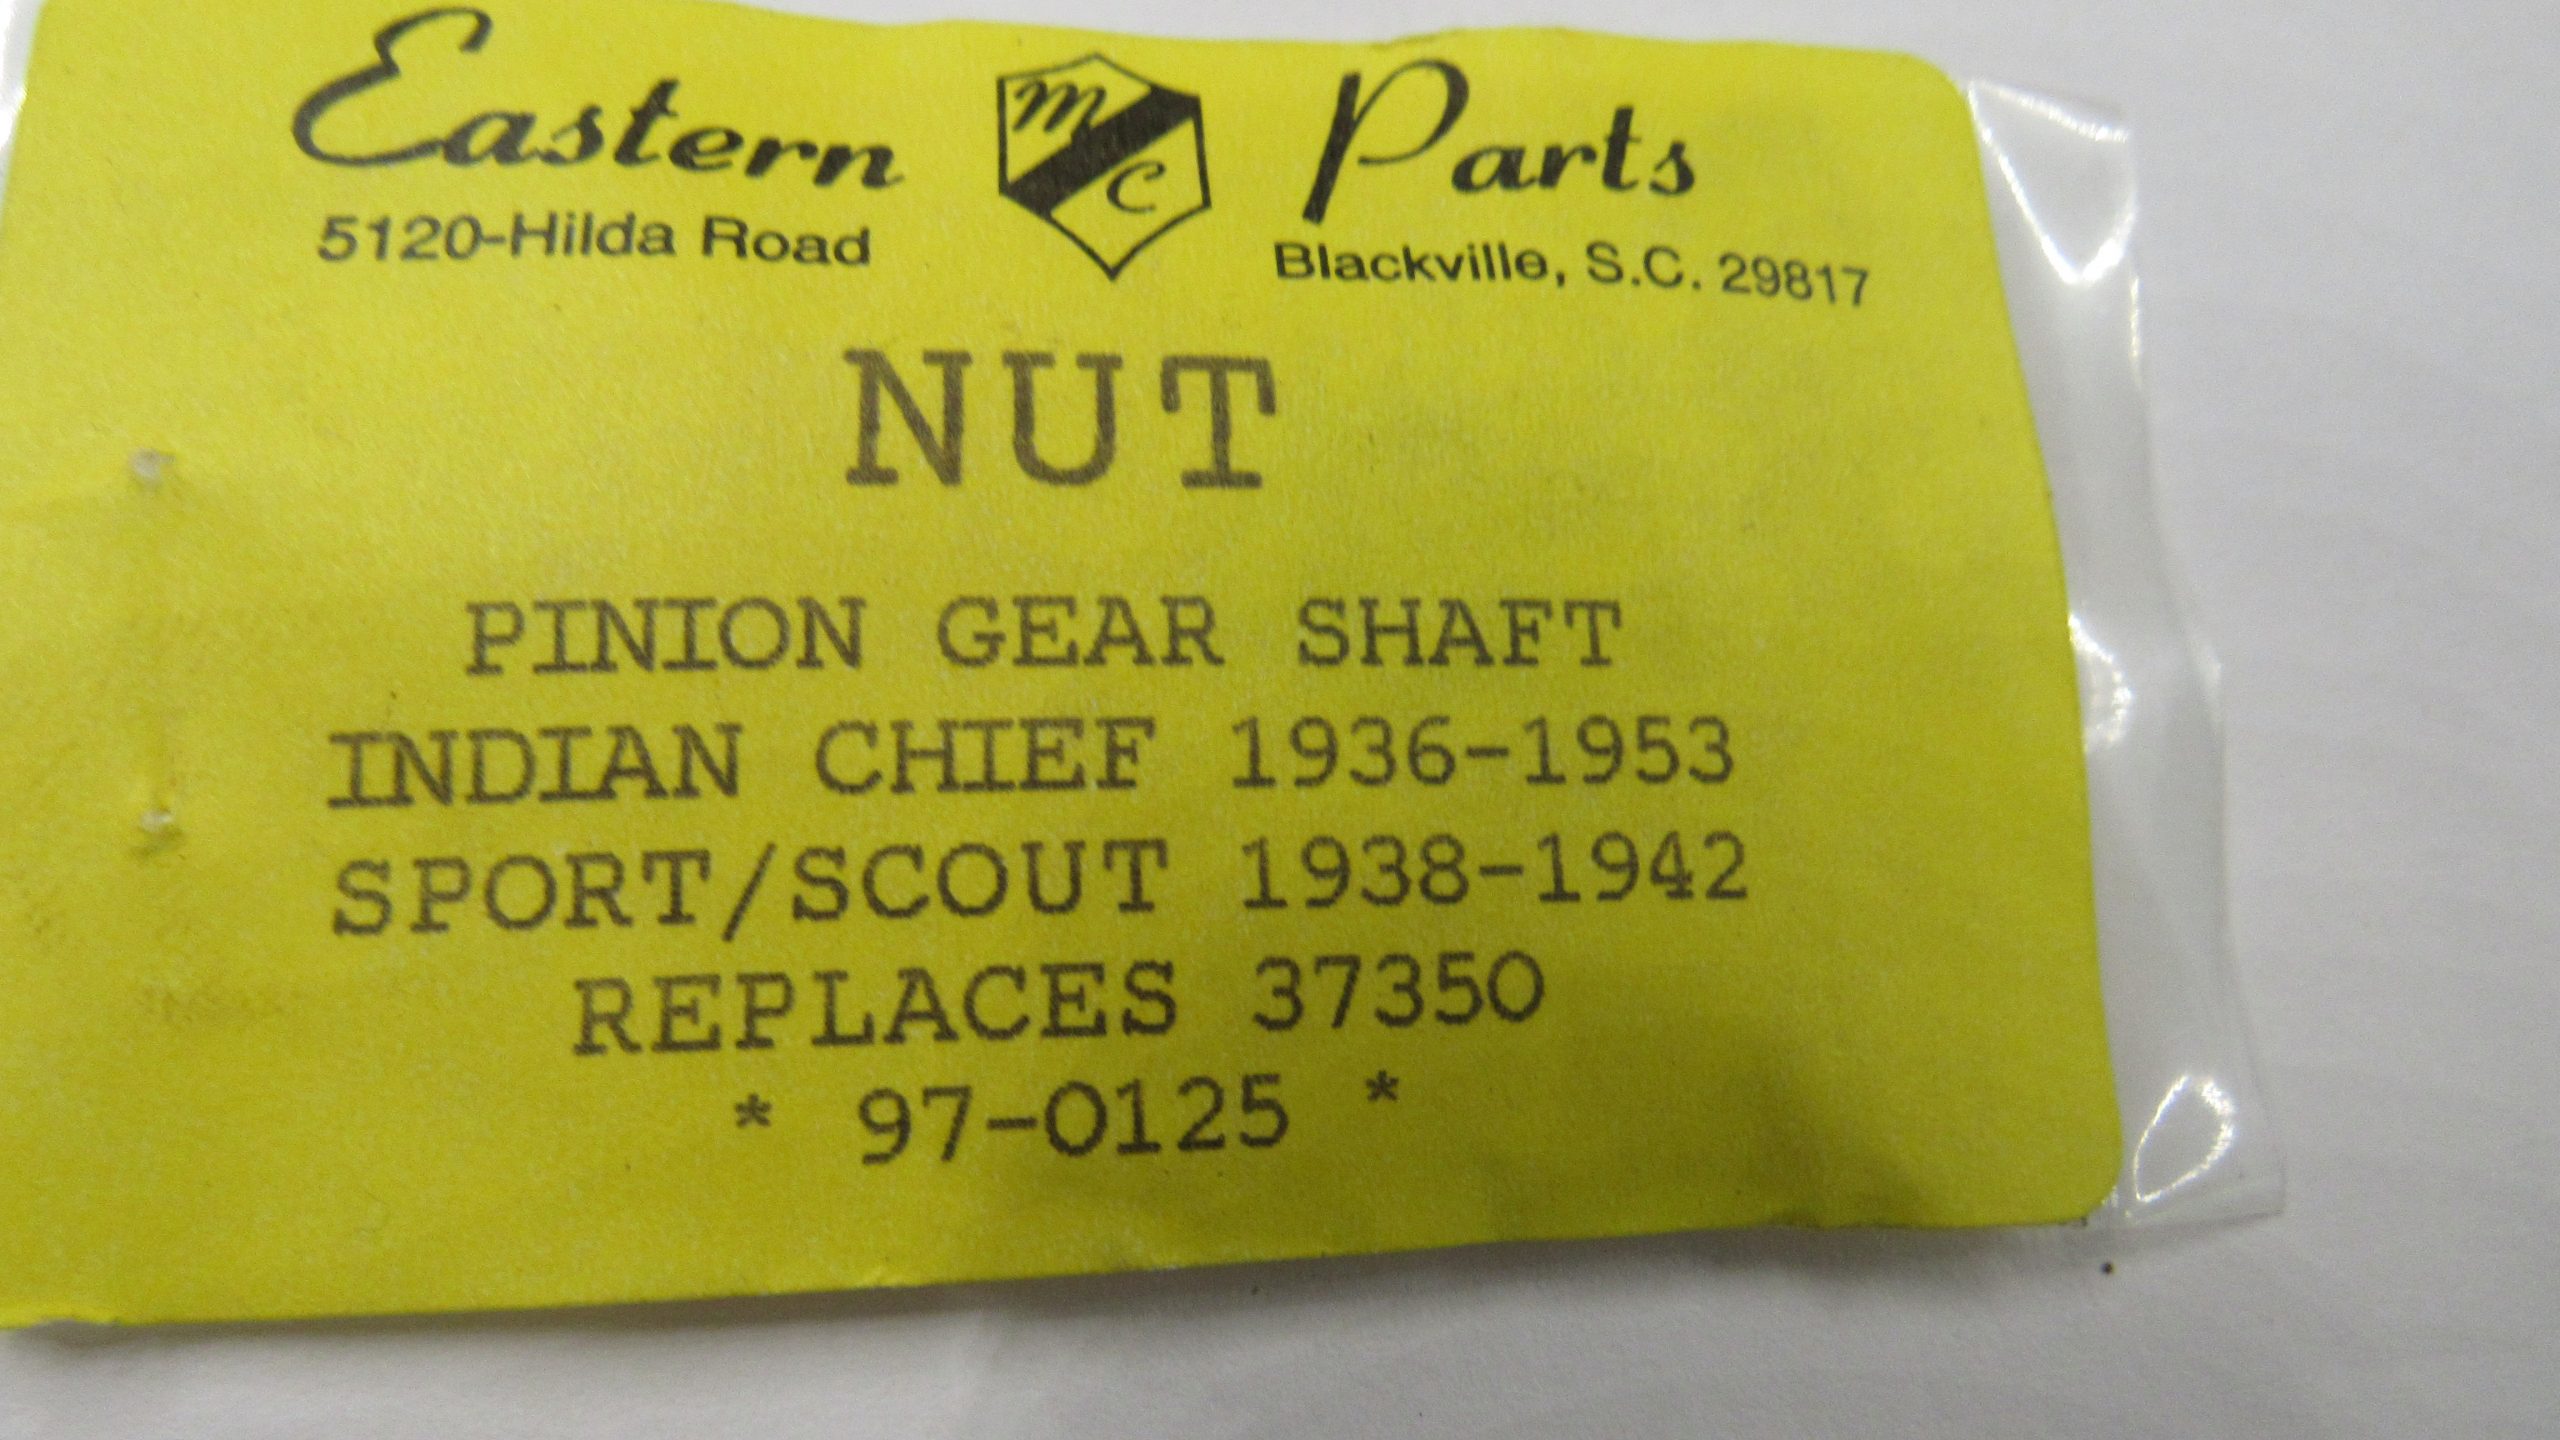 Eastern MC Parts
5120-Hilda Road Blackville, S.C. 29817
NUT
PINION GEAR SHAFT
INDIAN CHIEF 1936-1953
SPORT/SCOUT 1938-1942
REPLACES 37350
* 97-0125 *